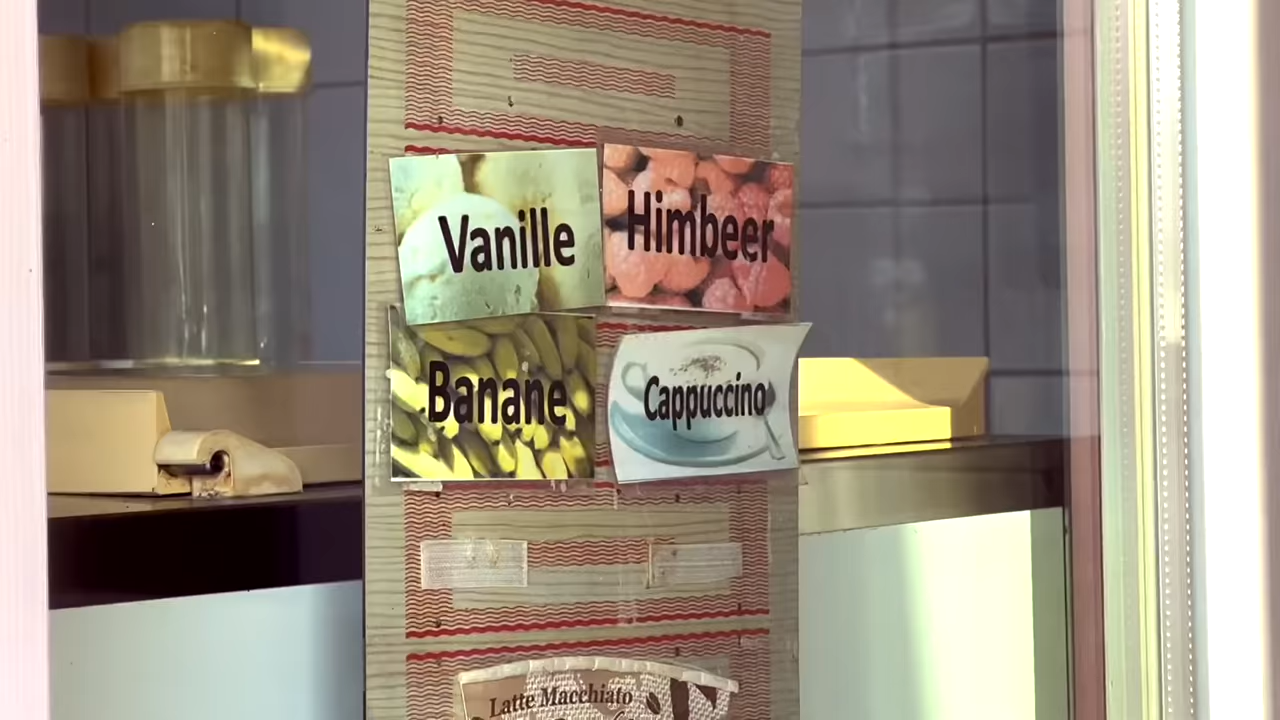 Vanille
Himbeer
Banane
Cappuccino
Latte Macchiato